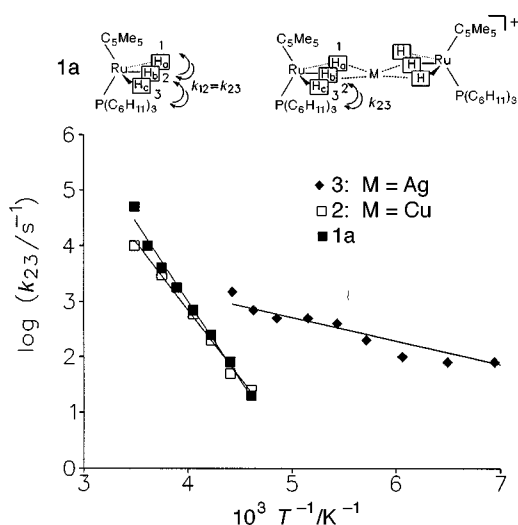 1a
C5Me5
Ru
Ha
Hb
Hc
1
2
3
k12=k23
P(C6H11)3
C5Me5
Ru
Ha
Hb
Hc
1
2
3
k23
P(C6H11)3
M
H
H
H
Ru
C5Me5
P(C6H11)3
+
3: M = Ag
2: M = Cu
1a
log (k23/s−1)
6
5
4
3
2
1
0
3
4
5
6
7
10³ T−1/K−1